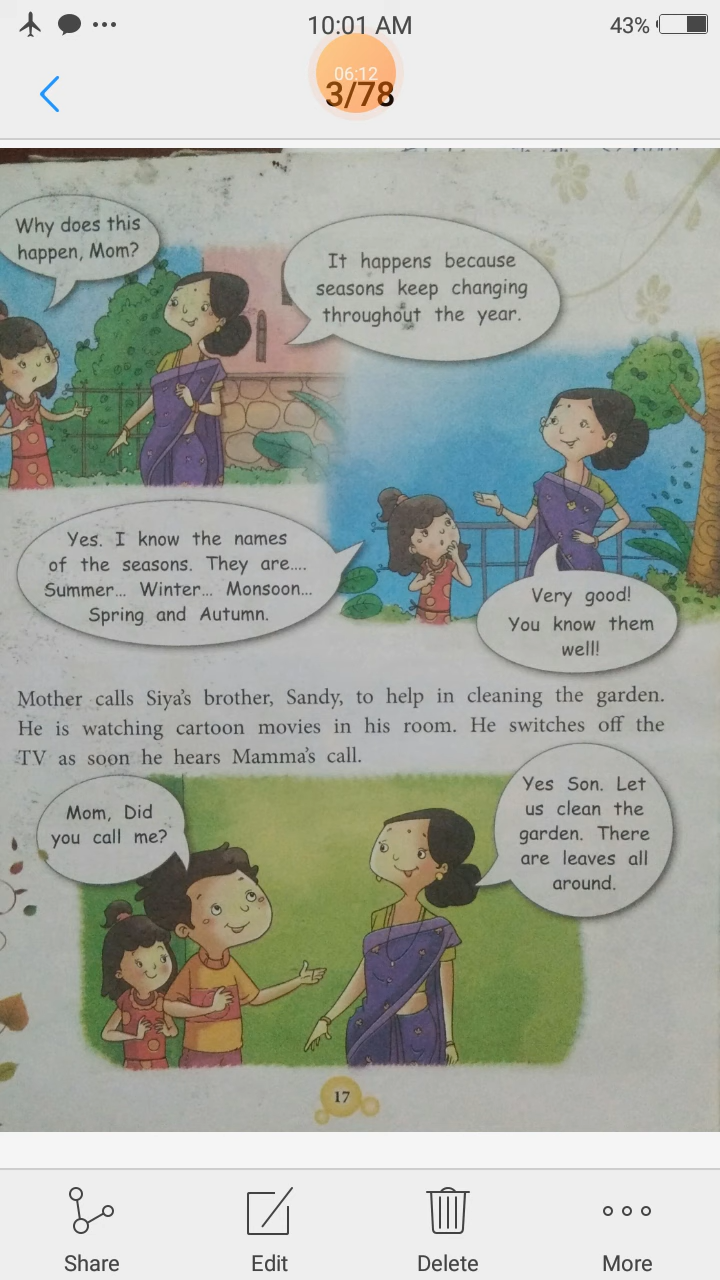 10:01 AM
43%
06:12
3/78
Why does this
happen, Mom?
It happens because
seasons keep changing
throughout the year.
Yes. I know the names
of the seasons. They are....
Summer... Winter... Monsoon...
Spring and Autumn.
Very good!
You know them
well!
Mother calls Siya's brother, Sandy, to help in cleaning the garden.
He is watching cartoon movies in his room. He switches off the
TV as soon he hears Mamma's call.
Mom, Did
you call me?
Yes Son. Let
us clean the
garden. There
are leaves all
around.
17
Share
Edit
Delete
More